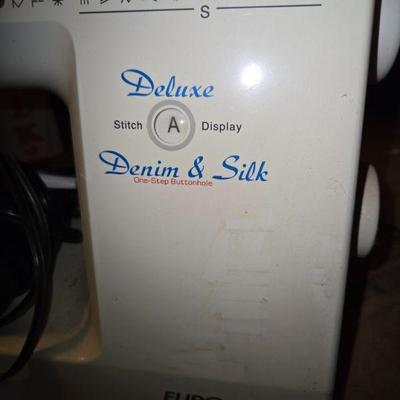 S
Deluxe
Stitch A Display
Denim & Silk
One-Step Buttonhole